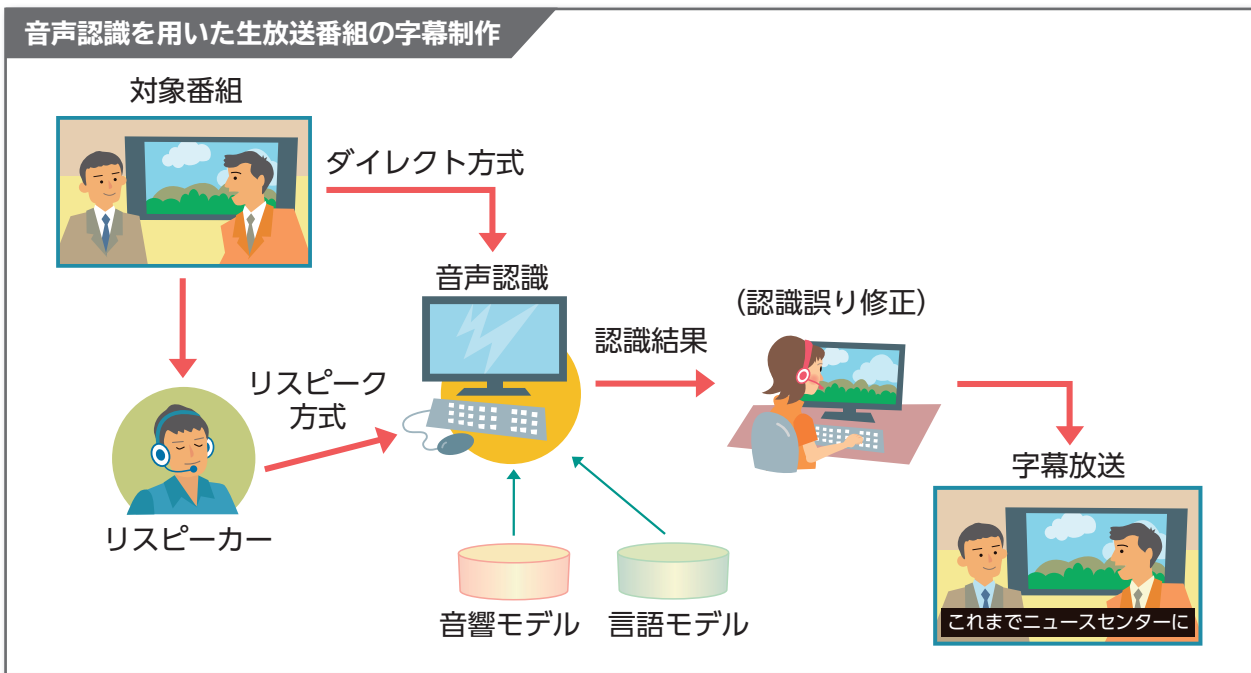 音声認識を用いた生放送番組の字幕制作
対象番組
ダイレクト方式
音声認識
(認識誤り修正)
認識結果
リスピーク
方式
字幕放送
リスピーカー
音響モデル
言語モデル
これまでニュースセンターに